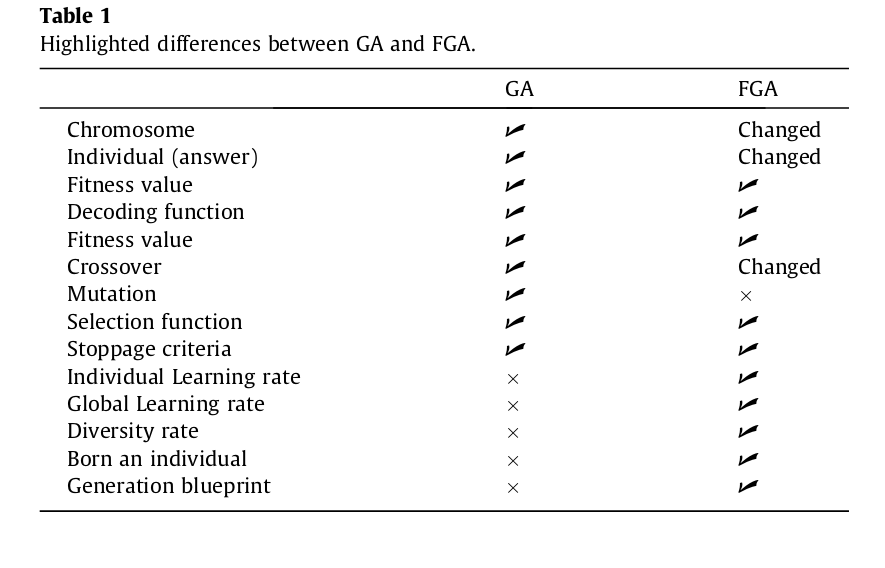 Table 1
Highlighted differences between GA and FGA.
GA FGA
Chromosome ✓ Changed
Individual (answer) ✓ Changed
Fitness value ✓ ✓
Decoding function ✓ ✓
Fitness value ✓ ✓
Crossover ✓ Changed
Mutation ✓ ×
Selection function ✓ ✓
Stoppage criteria ✓ ✓
Individual Learning rate × ✓
Global Learning rate × ✓
Diversity rate × ✓
Born an individual × ✓
Generation blueprint × ✓